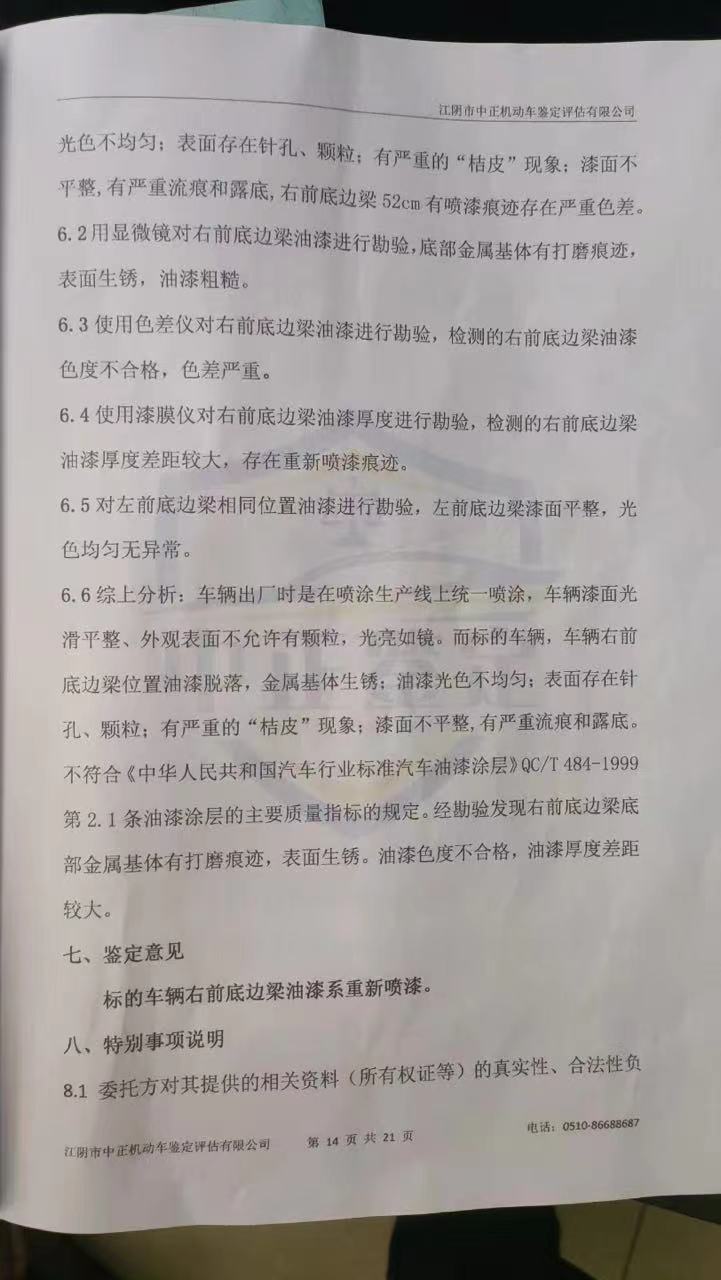 江阴市中正机动车鉴定评估有限公司
光色不均匀；表面存在针孔、颗粒；有严重的“桔皮”现象；漆面不
平整,有严重流痕和露底,右前底边梁52cm有喷漆痕迹存在严重色差。
6.2用显微镜对右前底边梁油漆进行勘验,底部金属基体有打磨痕迹，
表面生锈，油漆粗糙。
6.3 使用色差仪对右前底边梁油漆进行勘验，检测的右前底边梁油漆
色度不合格，色差严重。
6.4 使用漆膜仪对右前底边梁油漆厚度进行勘验，检测的右前底边梁
油漆厚度差距较大，存在重新喷漆痕迹。
6.5 对左前底边梁相同位置油漆进行勘验，左前底边梁漆面平整，光
色均匀无异常。
6.6 综上分析：车辆出厂时是在喷涂生产线上统一喷涂，车辆漆面光
滑平整、外观表面不允许有颗粒，光亮如镜。而标的车辆，车辆右前
底边梁位置油漆脱落，金属基体生锈；油漆光色不均匀；表面存在针
孔、颗粒；有严重的“桔皮”现象；漆面不平整,有严重流痕和露底。
不符合《中华人民共和国汽车行业标准汽车油漆涂层》QC/T 484-1999
第2.1条油漆涂层的主要质量指标的规定。经勘验发现右前底边梁底
部金属基体有打磨痕迹，表面生锈。油漆色度不合格，油漆厚度差距
较大。
七、鉴定意见
标的车辆右前底边梁油漆系重新喷漆。
八、特别事项说明
8.1 委托方对其提供的相关资料（所有权证等）的真实性、合法性负
江阴市中正机动车鉴定评估有限公司 第 14 页 共 21 页 电话：0510-86688687